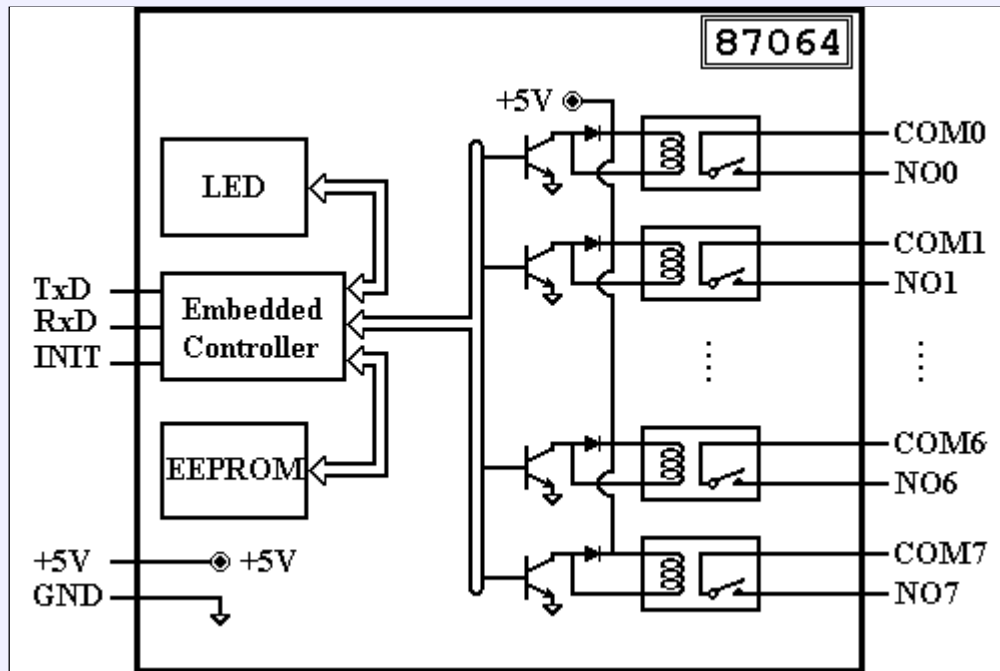 87064
+5V
COM0
NO0
LED
COM1
NO1
TxD
RxD
INIT
Embedded
Controller
EEPROM
COM6
NO6
+5V
+5V
GND
COM7
NO7